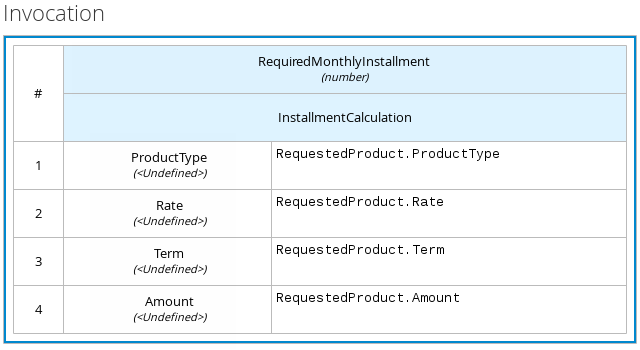 Invocation
#
RequiredMonthlyInstallment
(number)
InstallmentCalculation
1
ProductType
(<Undefined>)
RequestedProduct.ProductType
2
Rate
(<Undefined>)
RequestedProduct.Rate
3
Term
(<Undefined>)
RequestedProduct.Term
4
Amount
(<Undefined>)
RequestedProduct.Amount